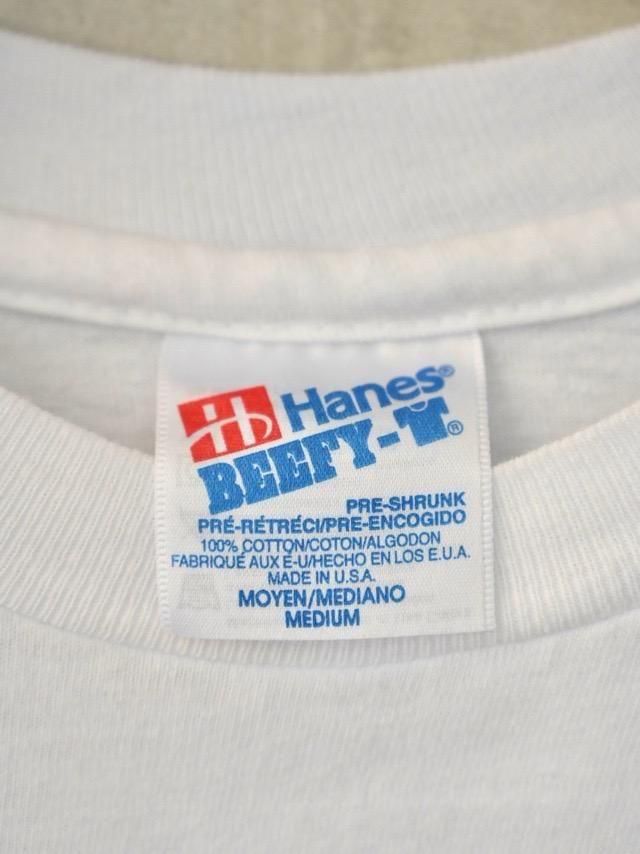 Hanes®
BEEFY-T®
PRE-SHRUNK
PRÉ-RÉTRÉCI/PRE-ENCOGIDO
100% COTTON/COTON/ALGODON
FABRIQUÉ AUX É-U/HECHO EN LOS E.U.A.
MADE IN U.S.A.
MOYEN/MEDIANO
MEDIUM